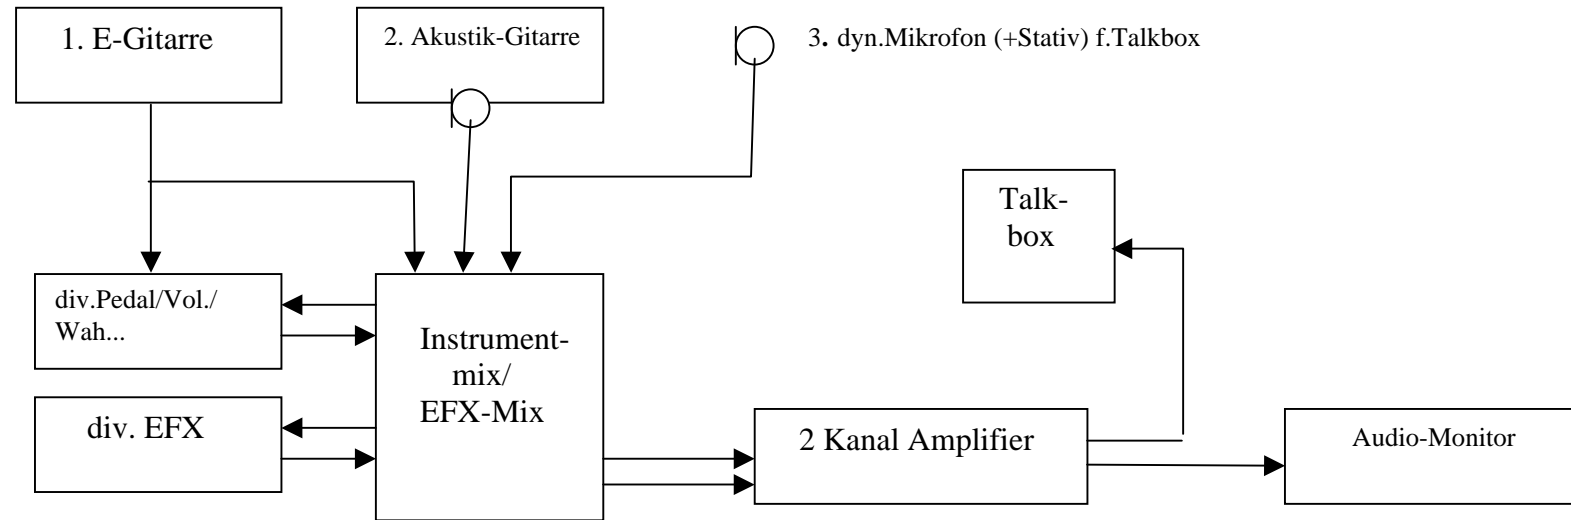 1. E-Gitarre
2. Akustik-Gitarre
3. dyn.Mikrofon (+Stativ) f.Talkbox
Talk-
box
div.Pedal/Vol./
Wah...
Instrument-
mix/
EFX-Mix
div. EFX
2 Kanal Amplifier
Audio-Monitor